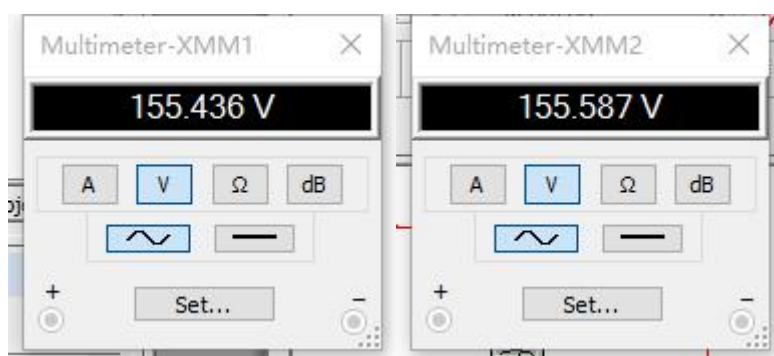 Multimeter-XMM1 ×
155.436 V
A V Ω dB
+ Set... −
Multimeter-XMM2 ×
155.587 V
A V Ω dB
+ Set... −